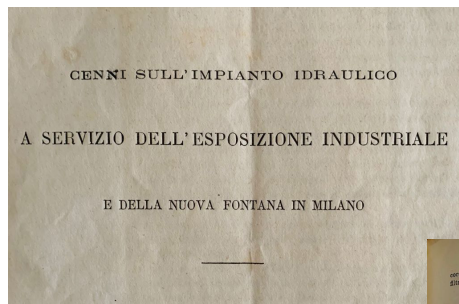 CENNI SULL'IMPIANTO IDRAULICO
A SERVIZIO DELL'ESPOSIZIONE INDUSTRIALE
E DELLA NUOVA FONTANA IN MILANO